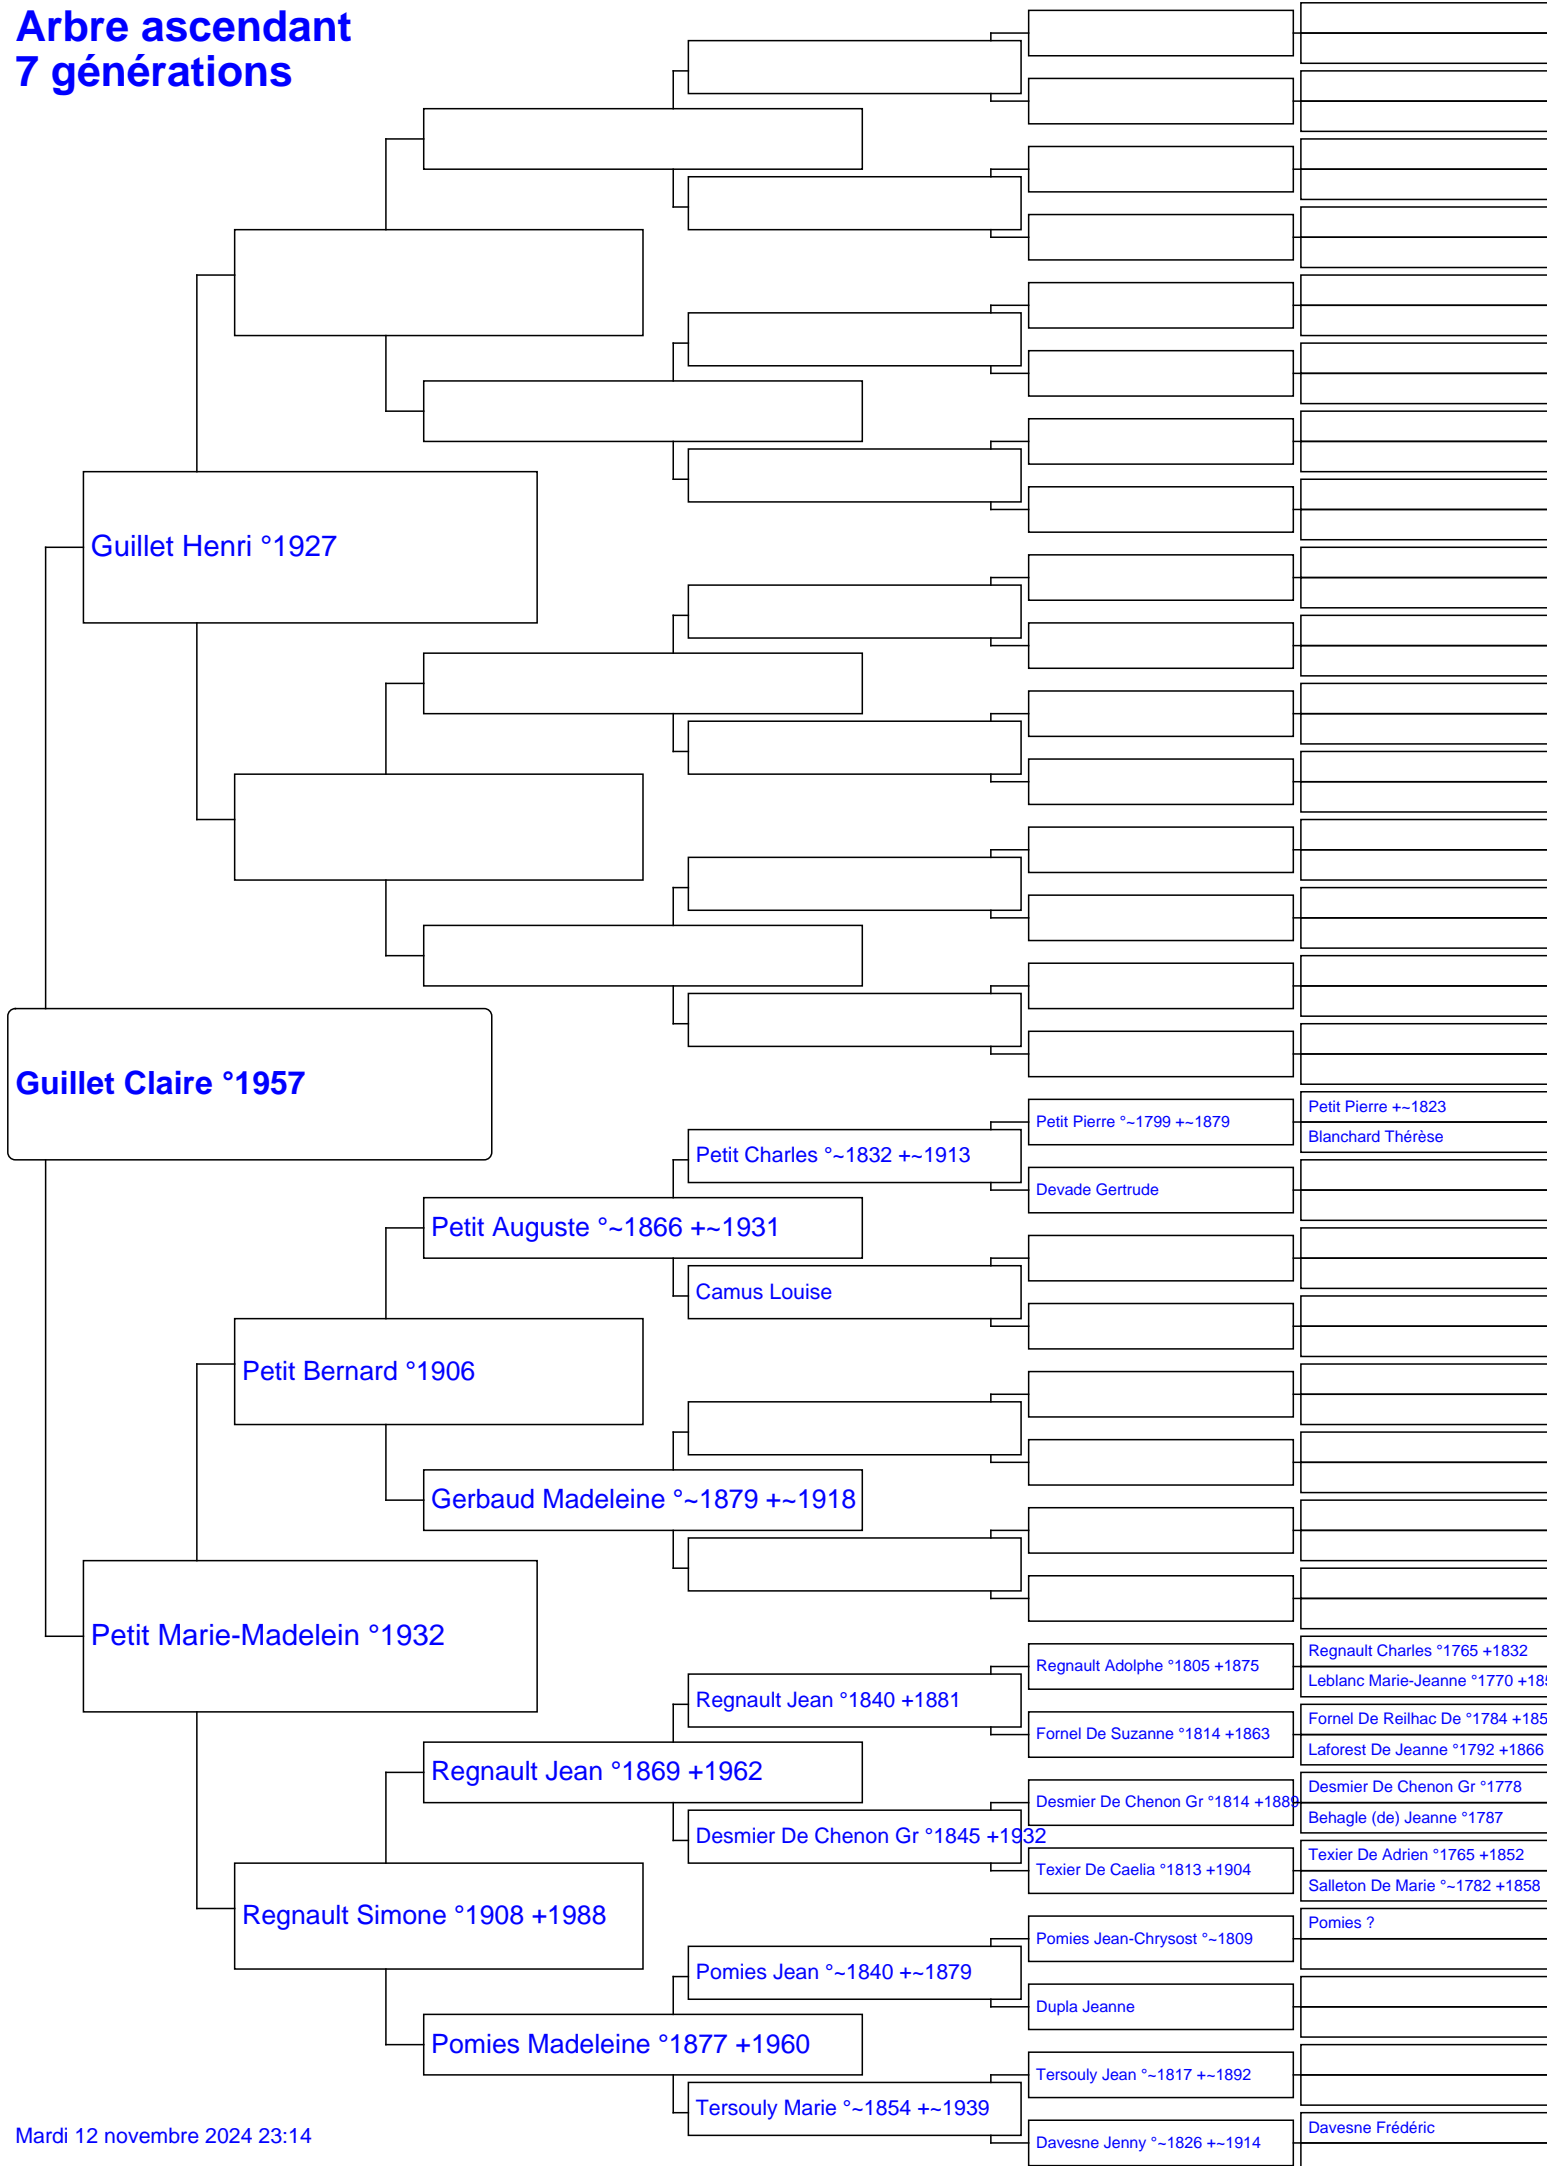 Arbre ascendant
7 générations
Guillet Henri °1927
Guillet Claire °1957
Petit Pierre +~1823
Petit Pierre °~1799 +~1879
Blanchard Thérèse
Petit Charles °~1832 +~1913
Devade Gertrude
Petit Auguste °~1866 +~1931
Camus Louise
Petit Bernard °1906
Gerbaud Madeleine °~1879 +~1918
Petit Marie-Madelein °1932
Regnault Charles °1765 +1832
Regnault Adolphe °1805 +1875
Leblanc Marie-Jeanne °1770 +185
Regnault Jean °1840 +1881
Fornel De Reilhac De °1784 +185
Fornel De Suzanne °1814 +1863
Laforest De Jeanne °1792 +1866
Regnault Jean °1869 +1962
Desmier De Chenon Gr °1778
Desmier De Chenon Gr °1814 +1889
Behagle (de) Jeanne °1787
Desmier De Chenon Gr °1845 +1932
Texier De Adrien °1765 +1852
Texier De Caelia °1813 +1904
Salleton De Marie °~1782 +1858
Regnault Simone °1908 +1988
Pomies ?
Pomies Jean-Chrysost °~1809
Pomies Jean °~1840 +~1879
Dupla Jeanne
Pomies Madeleine °1877 +1960
Tersouly Jean °~1817 +~1892
Tersouly Marie °~1854 +~1939
Davesne Frédéric
Davesne Jenny °~1826 +~1914
Mardi 12 novembre 2024 23:14